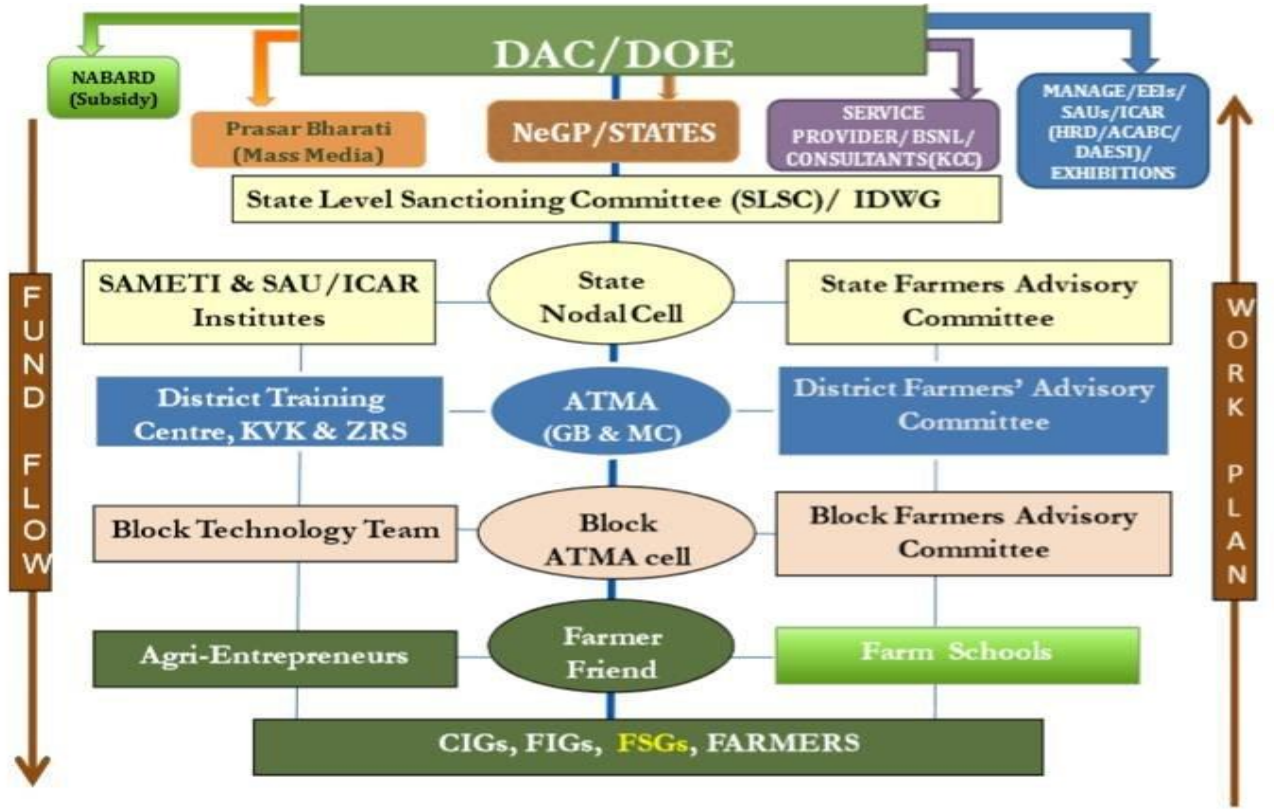 DAC/DOE
NABARD
(Subsidy)
Prasar Bharati
(Mass Media)
NeGP/STATES
SERVICE
PROVIDER/BSNL/
CONSULTANTS(KCC)
MANAGE/EEIs/
SAUs/ICAR
(HRD/ACABC/
DAESI)/
EXHIBITIONS
State Level Sanctioning Committee (SLSC)/ IDWG
SAMETI & SAU/ICAR
Institutes
State
Nodal Cell
State Farmers Advisory
Committee
District Training
Centre, KVK & ZRS
ATMA
(GB & MC)
District Farmers' Advisory
Committee
Block Technology Team
Block
ATMA cell
Block Farmers Advisory
Committee
Agri-Entrepreneurs
Farmer
Friend
Farm Schools
CIGs, FIGs, FSGs, FARMERS
FUND FLOW
WORK PLAN